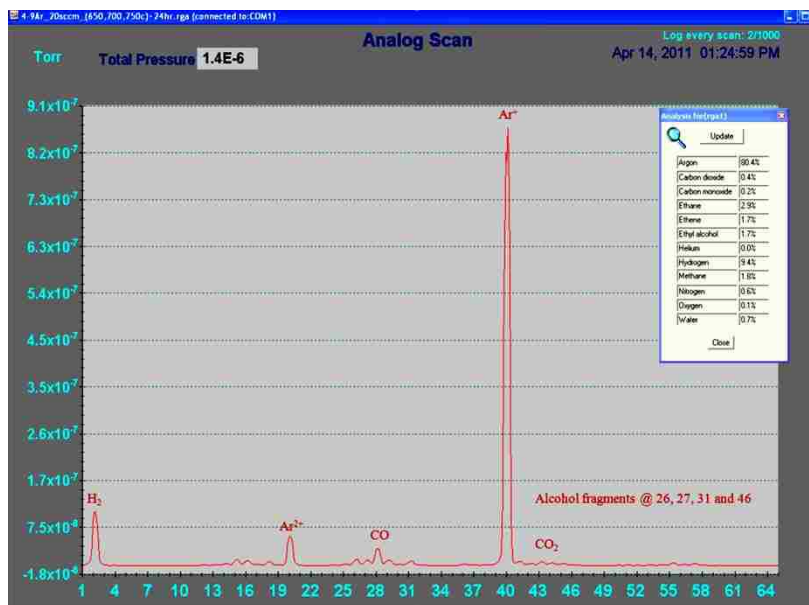 4-9Ar_20sccm_(650,700,750c)-24hr.rga (connected to:COM1)
Analog Scan
Log every scan: 2/1000
Apr 14, 2011 01:24:59 PM
Torr
Total Pressure 1.4E-6
9.1x10⁻⁷
8.2x10⁻⁷
7.3x10⁻⁷
6.3x10⁻⁷
5.4x10⁻⁷
4.5x10⁻⁷
3.5x10⁻⁷
2.6x10⁻⁷
1.7x10⁻⁷
7.5x10⁻⁸
-1.8x10⁻⁸
H₂
Ar²⁺
CO
Ar⁺
Alcohol fragments @ 26, 27, 31 and 46
CO₂
1 4 7 10 13 16 19 22 25 28 31 34 37 40 43 46 49 52 55 58 61 64
Analysis for(rga1)
Update
Argon 80.4%
Carbon dioxide 0.4%
Carbon monoxide 0.2%
Ethane 2.9%
Ethene 1.7%
Ethyl alcohol 1.7%
Helium 0.0%
Hydrogen 9.4%
Methane 1.8%
Nitrogen 0.6%
Oxygen 0.1%
Water 0.7%
Close